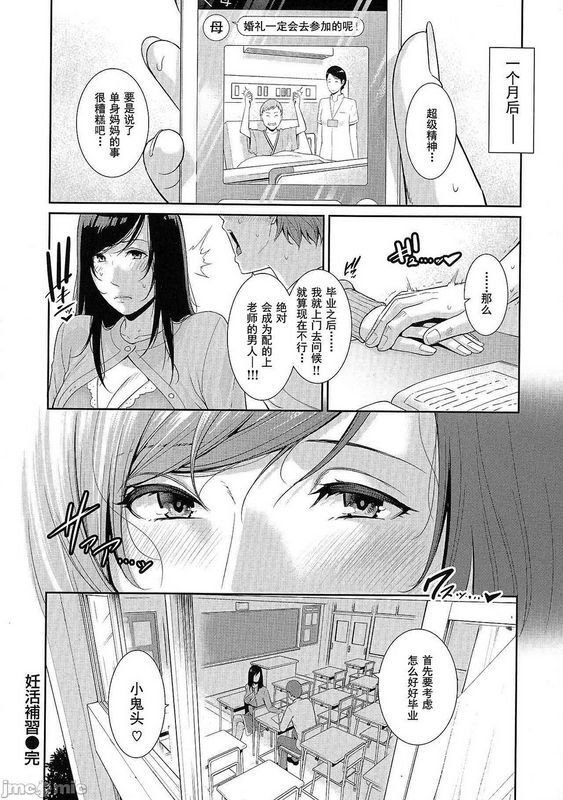 母
婚礼一定会去参加的呢！
一个月后——
超级精神…
要是说了
单身妈妈的事
很糟糕吧…
……那么
毕业之后……
我就上门去问候!!
就算现在不行…
绝对
会成为配的上
老师的男人—!!!
首先要考虑
怎么好好毕业
小鬼头♡
妊活補習●完